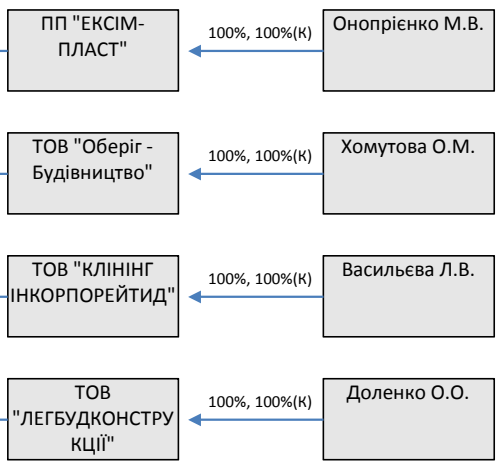 ПП "ЕКСІМ-
ПЛАСТ"
100%, 100%(К)
Онопрієнко М.В.
ТОВ "Оберіг -
Будівництво"
100%, 100%(К)
Хомутова О.М.
ТОВ "КЛІНІНГ
ІНКОРПОРЕЙТИД"
100%, 100%(К)
Васильєва Л.В.
ТОВ
"ЛЕГБУДКОНСТРУ
КЦІЇ"
100%, 100%(К)
Доленко О.О.